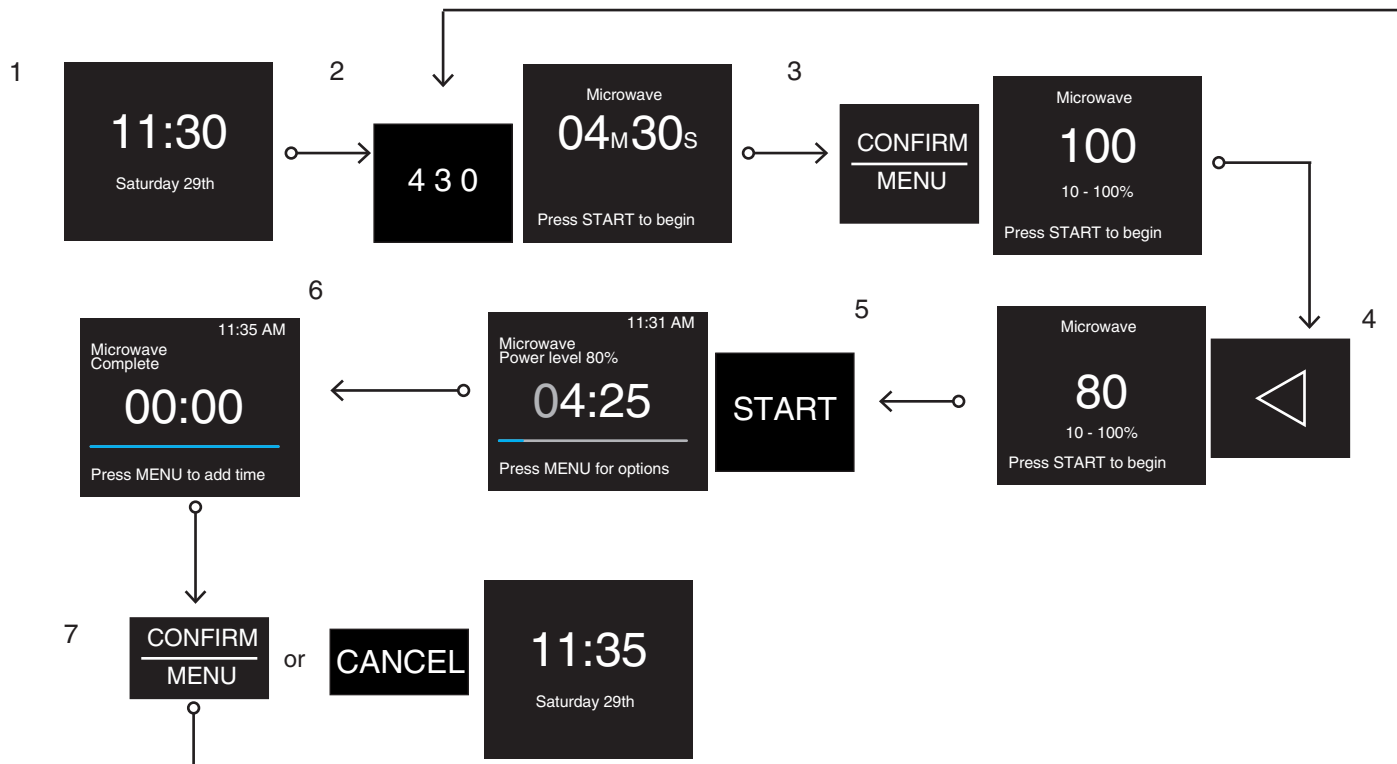 1
11:30
Saturday 29th
2
4 3 0
Microwave
04M30S
Press START to begin
3
CONFIRM
MENU
Microwave
100
10 - 100%
Press START to begin
4
Microwave
80
10 - 100%
Press START to begin
5
START
11:31 AM
Microwave
Power level 80%
04:25
Press MENU for options
6
11:35 AM
Microwave
Complete
00:00
Press MENU to add time
7
CONFIRM
MENU
or
CANCEL
11:35
Saturday 29th